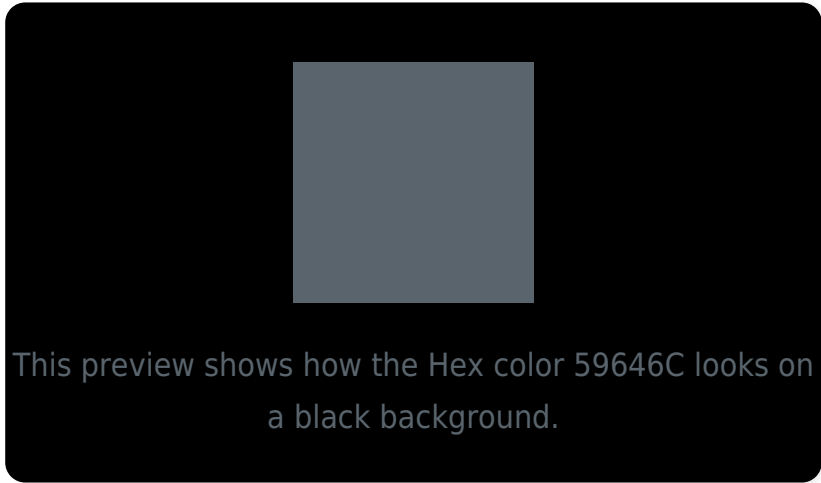 This preview shows how the Hex color 59646C looks on
a black background.